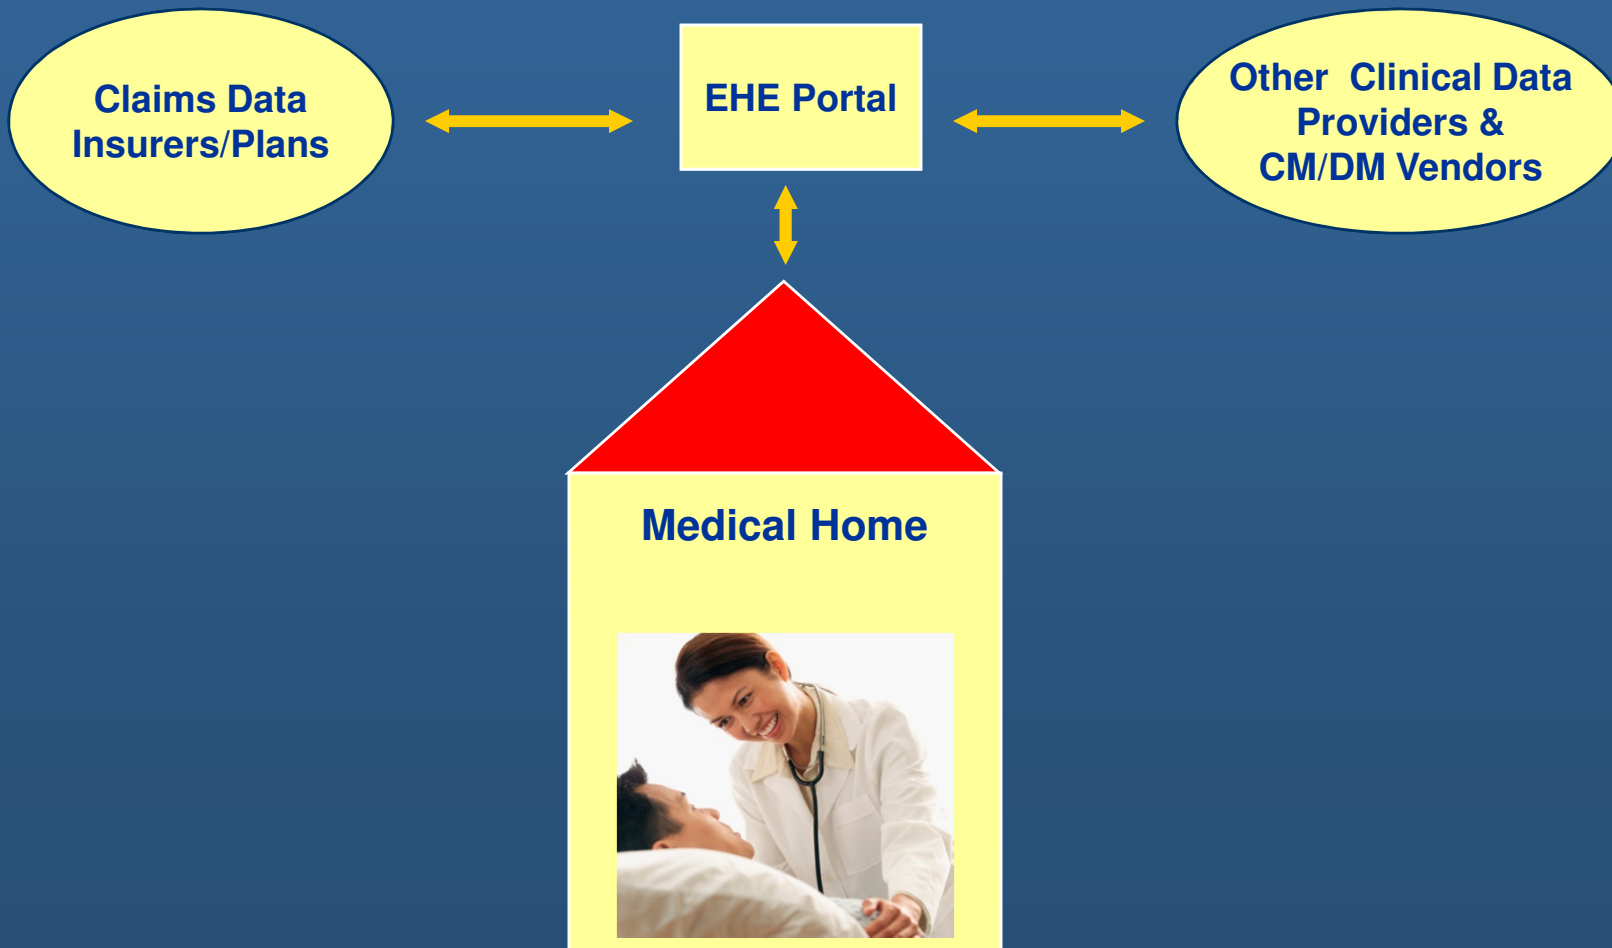 Claims Data
Insurers/Plans
EHE Portal
Other  Clinical Data
Providers &
CM/DM Vendors
Medical Home